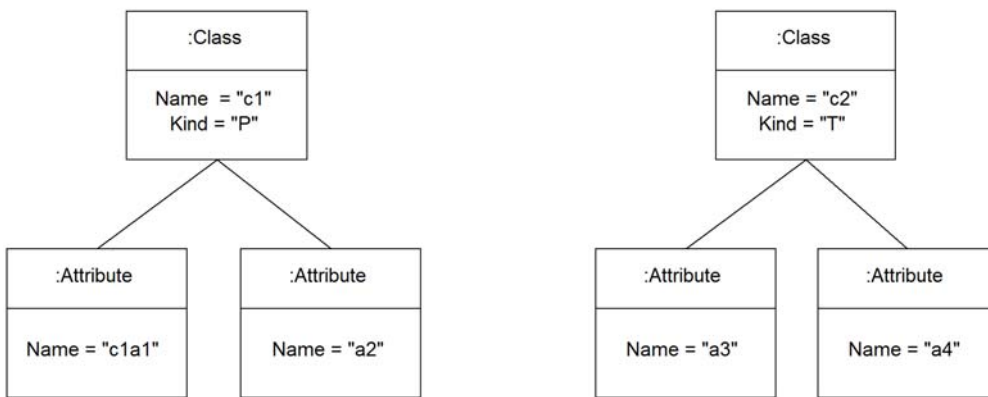 :Class
Name = "c1"
Kind = "P"
:Attribute
Name = "c1a1"
:Attribute
Name = "a2"
:Class
Name = "c2"
Kind = "T"
:Attribute
Name = "a3"
:Attribute
Name = "a4"